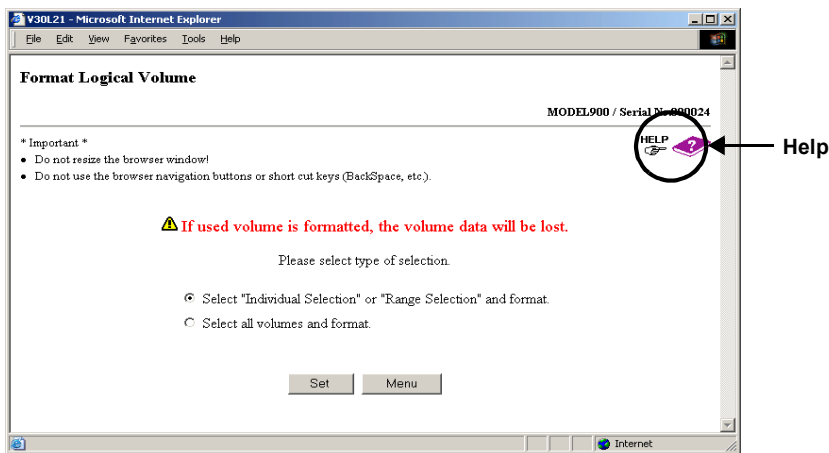 V30L21 - Microsoft Internet Explorer
File Edit View Favorites Tools Help
Format Logical Volume
MODEL900 / Serial No.000024
* Important *
HELP
Help
• Do not resize the browser window!
• Do not use the browser navigation buttons or short cut keys (BackSpace, etc.).
If used volume is formatted, the volume data will be lost.
Please select type of selection.
Select "Individual Selection" or "Range Selection" and format.
Select all volumes and format.
Set Menu
Internet